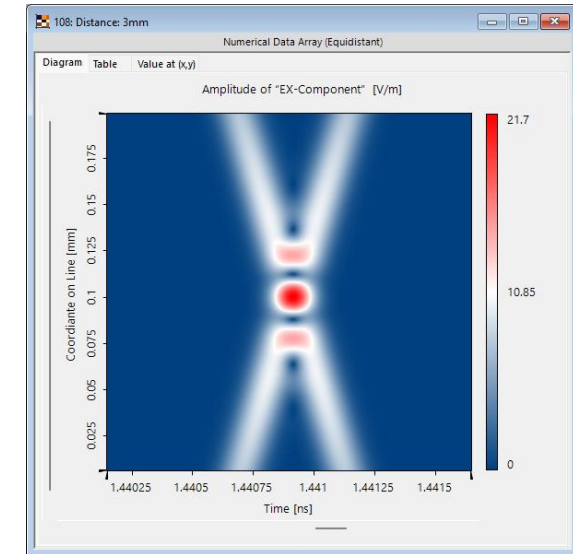 108: Distance: 3mm
Numerical Data Array (Equidistant)
Diagram Table Value at (x,y)
Amplitude of "EX-Component" [V/m]
Coordiante on Line [mm]
0.175
0.15
0.125
0.1
0.075
0.05
0.025
1.44025 1.4405 1.44075 1.441 1.44125 1.4415
Time [ns]
21.7
10.85
0